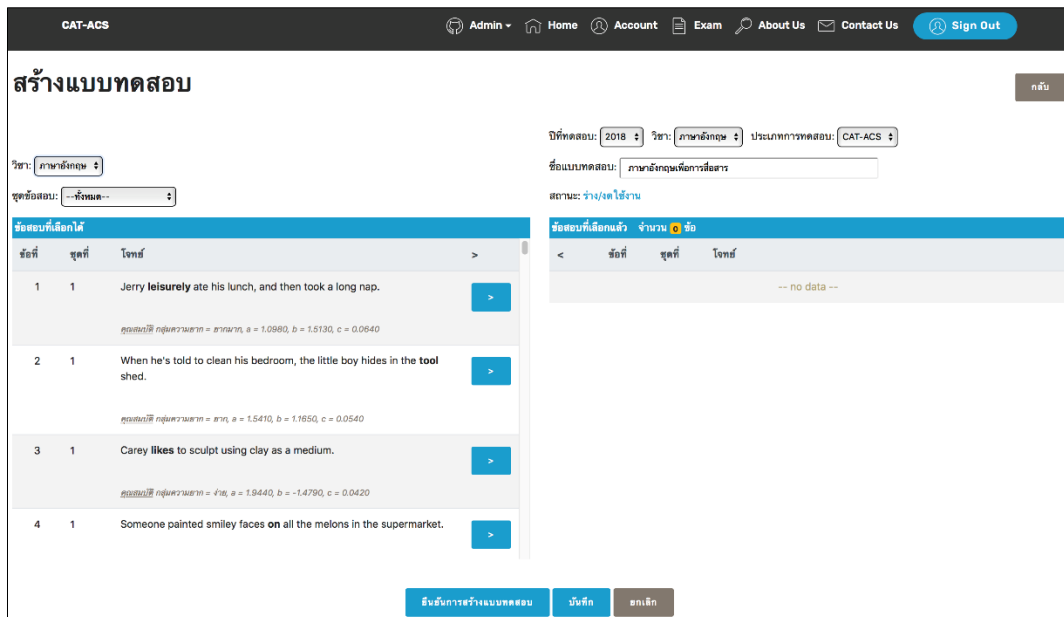 CAT-ACS Admin Home Account Exam About Us Contact Us Sign Out
สร้างแบบทดสอบ
กลับ
ปีที่ทดสอบ: 2018 วิชา: ภาษาอังกฤษ ประเภทการทดสอบ: CAT-ACS
วิชา: ภาษาอังกฤษ
ชื่อแบบทดสอบ: ภาษาอังกฤษเพื่อการสื่อสาร
ชุดข้อสอบ: --ทั้งหมด--
สถานะ: ร่าง/งดใช้งาน
ข้อสอบที่เลือกได้
ข้อสอบที่เลือกแล้ว จำนวน 0 ข้อ
ข้อที่ ชุดที่ โจทย์ >
< ข้อที่ ชุดที่ โจทย์
-- no data --
1 1 Jerry leisurely ate his lunch, and then took a long nap. >
คุณสมบัติ กลุ่มความยาก = ยากมาก, a = 1.0980, b = 1.5130, c = 0.0640
2 1 When he's told to clean his bedroom, the little boy hides in the tool >
shed.
คุณสมบัติ กลุ่มความยาก = ยาก, a = 1.5410, b = 1.1650, c = 0.0540
3 1 Carey likes to sculpt using clay as a medium. >
คุณสมบัติ กลุ่มความยาก = ง่าย, a = 1.9440, b = -1.4790, c = 0.0420
4 1 Someone painted smiley faces on all the melons in the supermarket. >
ยืนยันการสร้างแบบทดสอบ บันทึก ยกเลิก